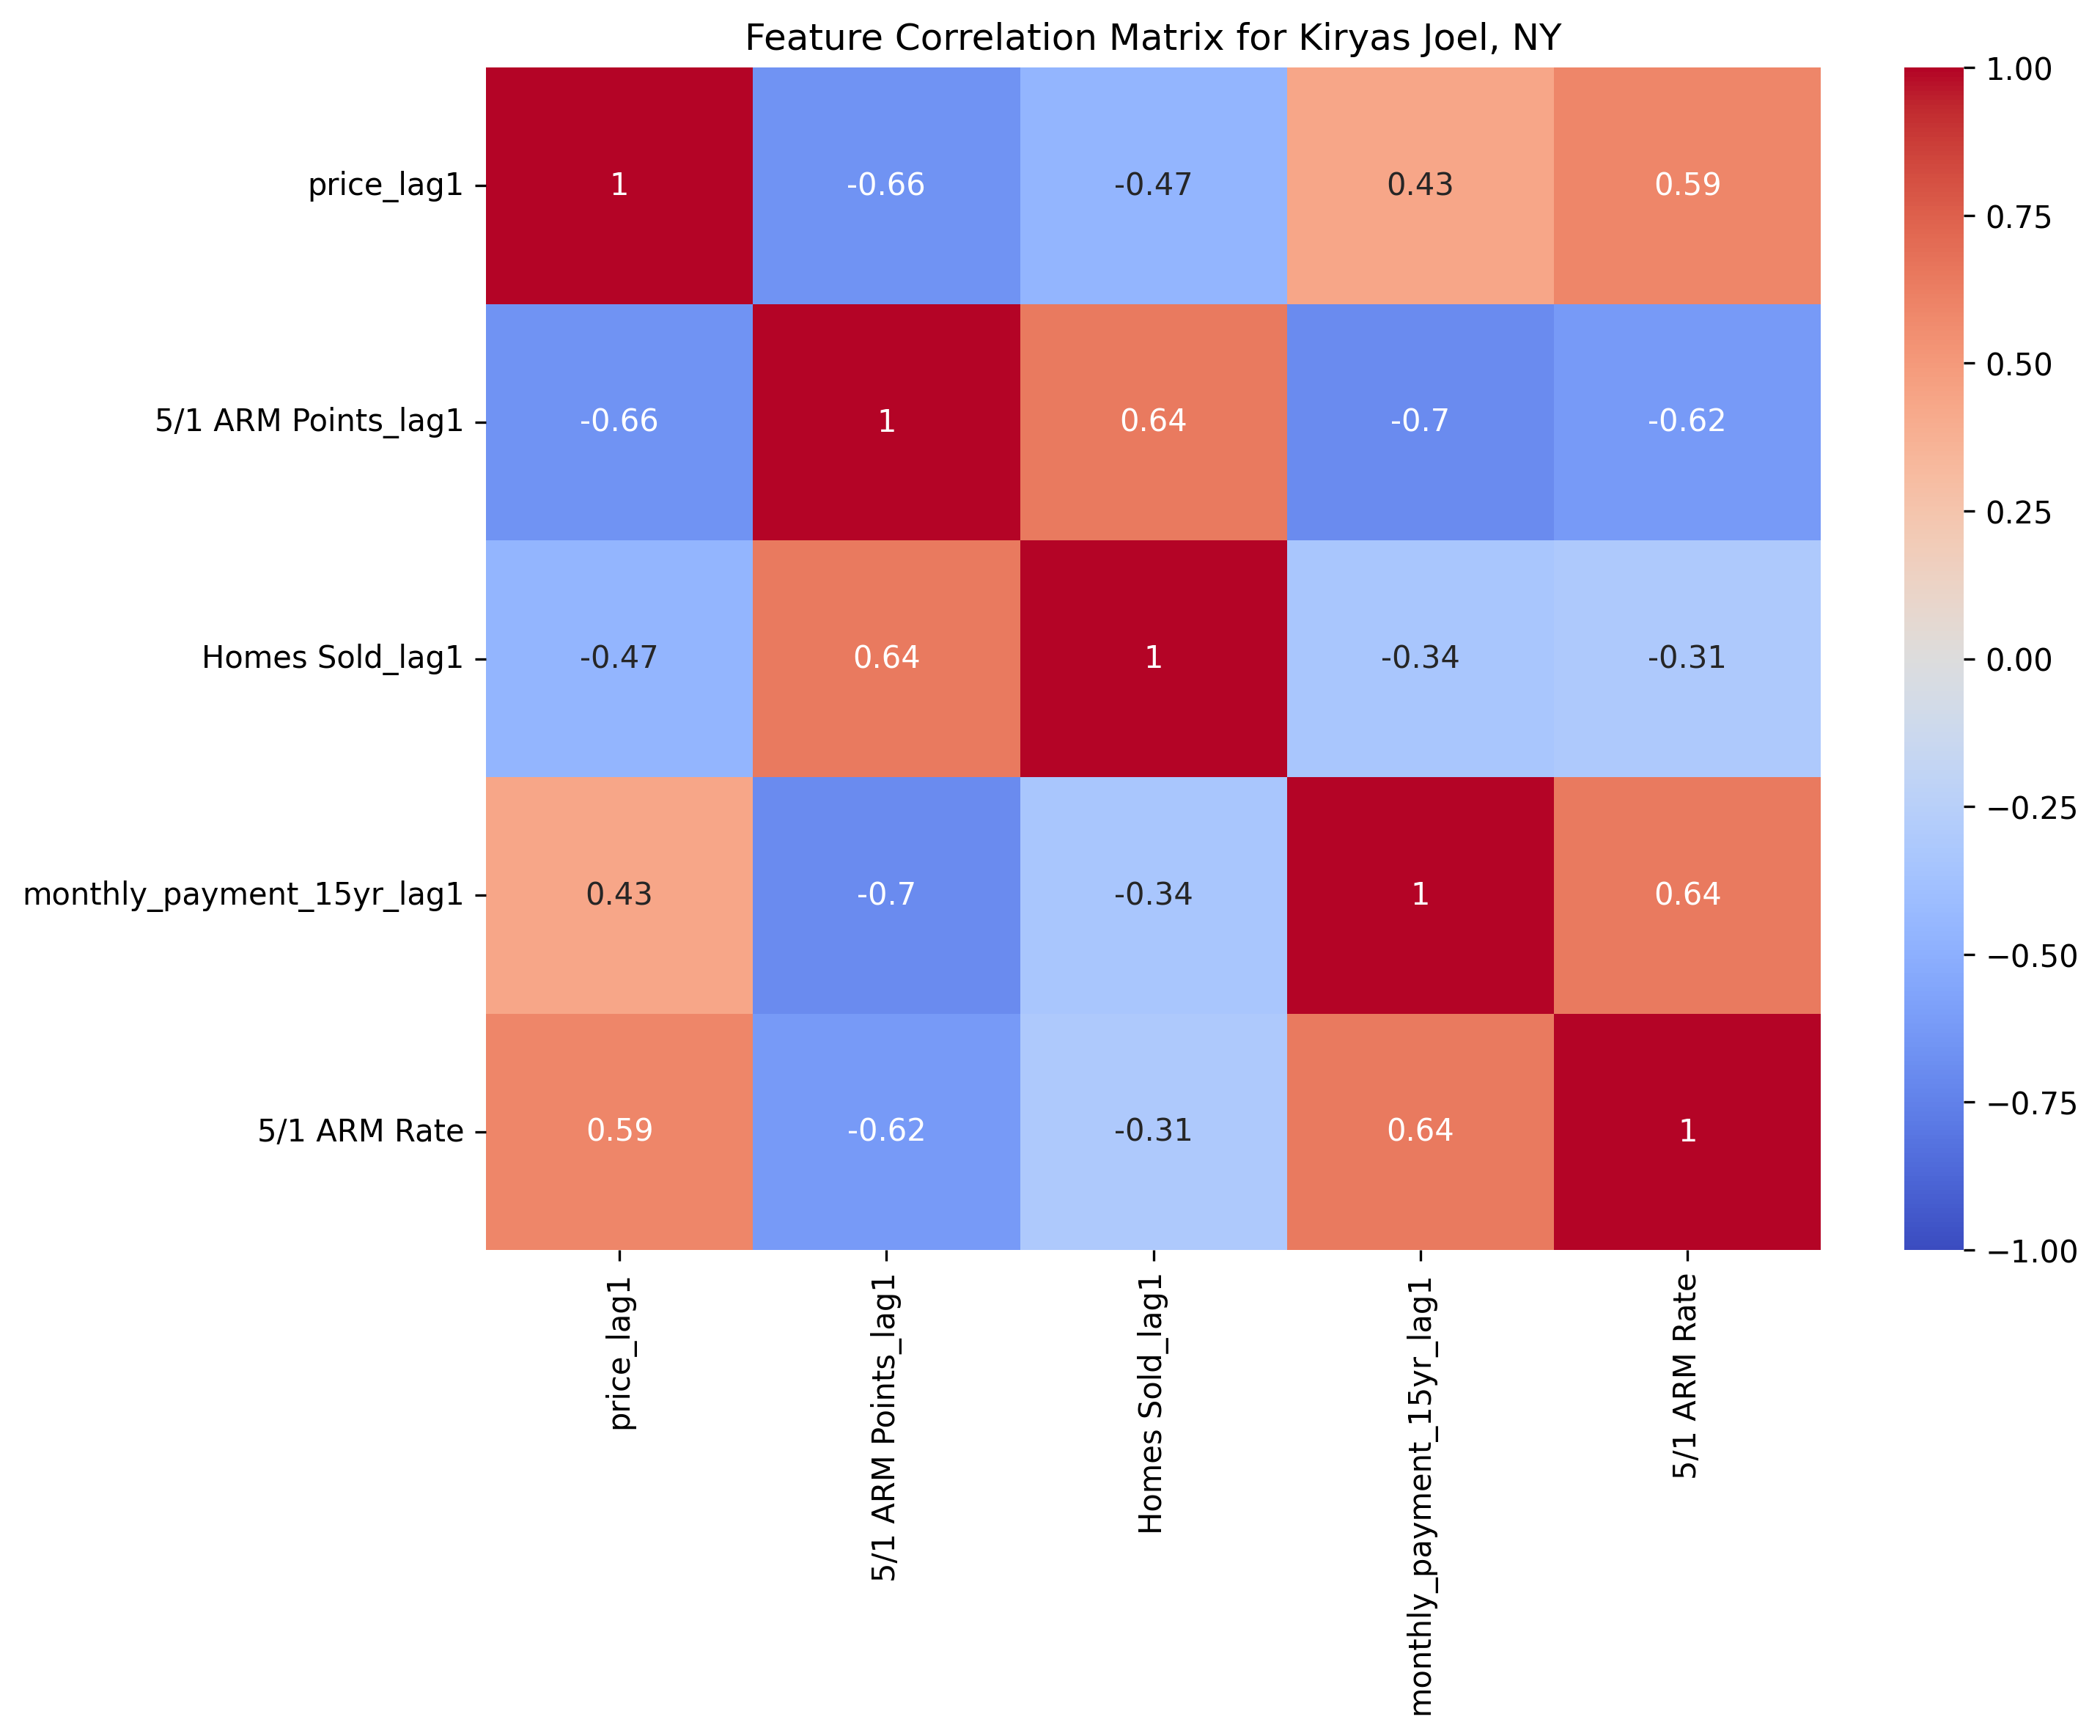 Feature Correlation Matrix for Kiryas Joel, NY
price_lag1 1 -0.66 -0.47 0.43 0.59
5/1 ARM Points_lag1 -0.66 1 0.64 -0.7 -0.62
Homes Sold_lag1 -0.47 0.64 1 -0.34 -0.31
monthly_payment_15yr_lag1 0.43 -0.7 -0.34 1 0.64
5/1 ARM Rate 0.59 -0.62 -0.31 0.64 1
price_lag1
5/1 ARM Points_lag1
Homes Sold_lag1
monthly_payment_15yr_lag1
5/1 ARM Rate
1.00
0.75
0.50
0.25
0.00
−0.25
−0.50
−0.75
−1.00